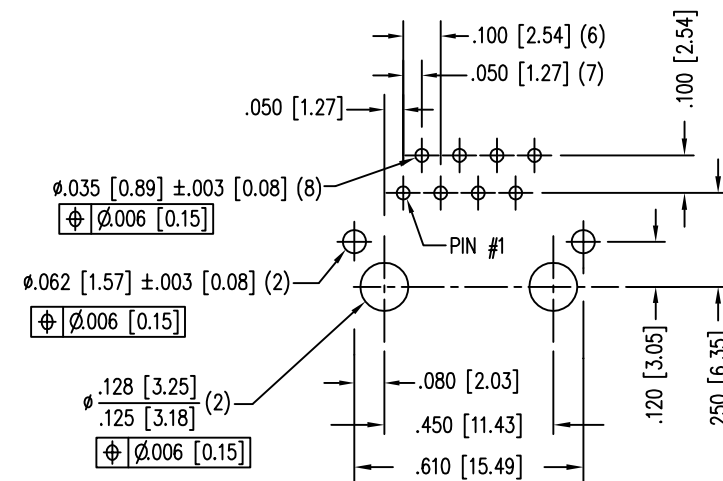 .100 [2.54] (6)
.050 [1.27] (7)
.050 [1.27]
.100 [2.54]
ø.035 [0.89] ±.003 [0.08] (8)
⌖ Ø.006 [0.15]
PIN #1
ø.062 [1.57] ±.003 [0.08] (2)
⌖ Ø.006 [0.15]
ø .128 [3.25]
.125 [3.18] (2)
⌖ Ø.006 [0.15]
.080 [2.03]
.450 [11.43]
.610 [15.49]
.120 [3.05]
.250 [6.35]